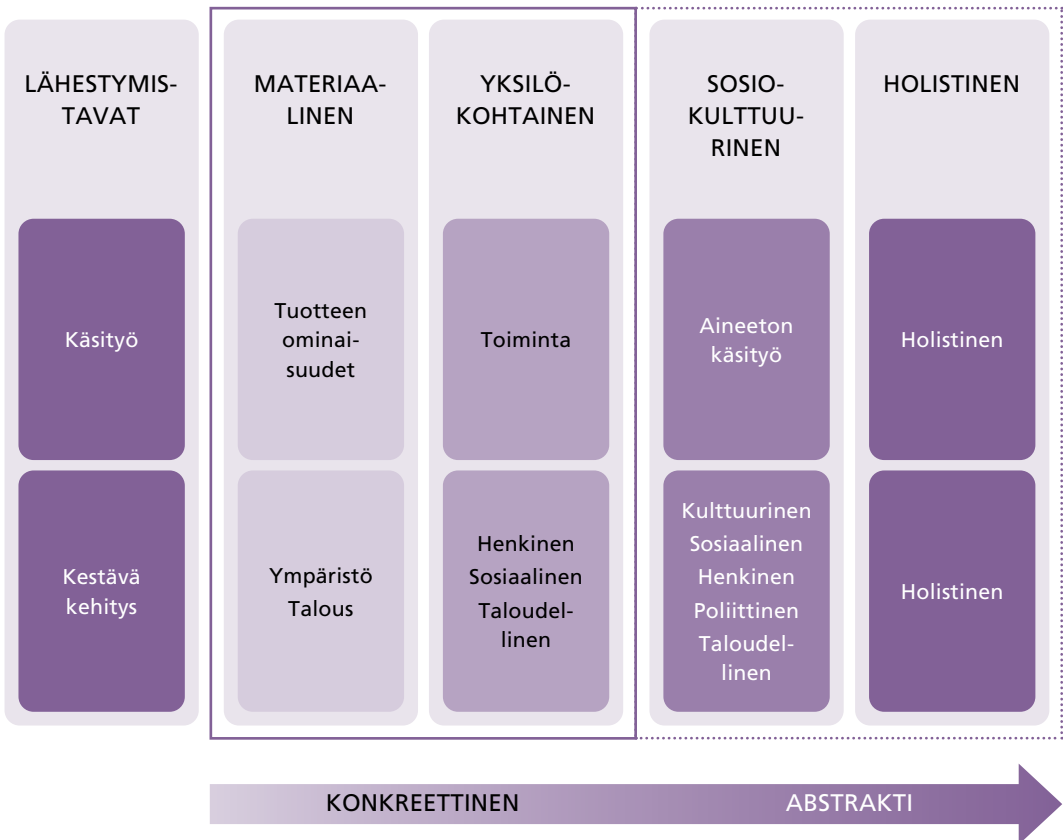 LÄHESTYMIS-
TAVAT
MATERIAA-
LINEN
YKSILÖ-
KOHTAINEN
SOSIO-
KULTTUU-
RINEN
HOLISTINEN
Käsityö
Tuotteen
ominai-
suudet
Toiminta
Aineeton
käsityö
Holistinen
Kestävä
kehitys
Ympäristö
Talous
Henkinen
Sosiaalinen
Taloudel-
linen
Kulttuurinen
Sosiaalinen
Henkinen
Poliittinen
Taloudel-
linen
Holistinen
KONKREETTINEN
ABSTRAKTI